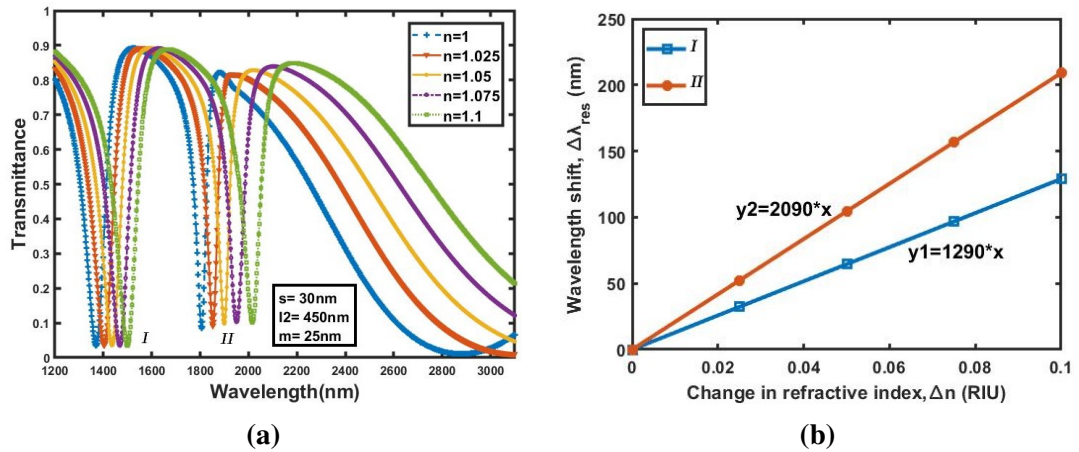 (a)
Transmittance
1
0.9
0.8
0.7
0.6
0.5
0.4
0.3
0.2
0.1
0
1200 1400 1600 1800 2000 2200 2400 2600 2800 3000
Wavelength(nm)
n=1
n=1.025
n=1.05
n=1.075
n=1.1
I
II
s= 30nm
l2= 450nm
m= 25nm
(b)
Wavelength shift, Δλres (nm)
250
200
150
100
50
0
0 0.02 0.04 0.06 0.08 0.1
Change in refractive index,Δn (RIU)
I
II
y2=2090*x
y1=1290*x